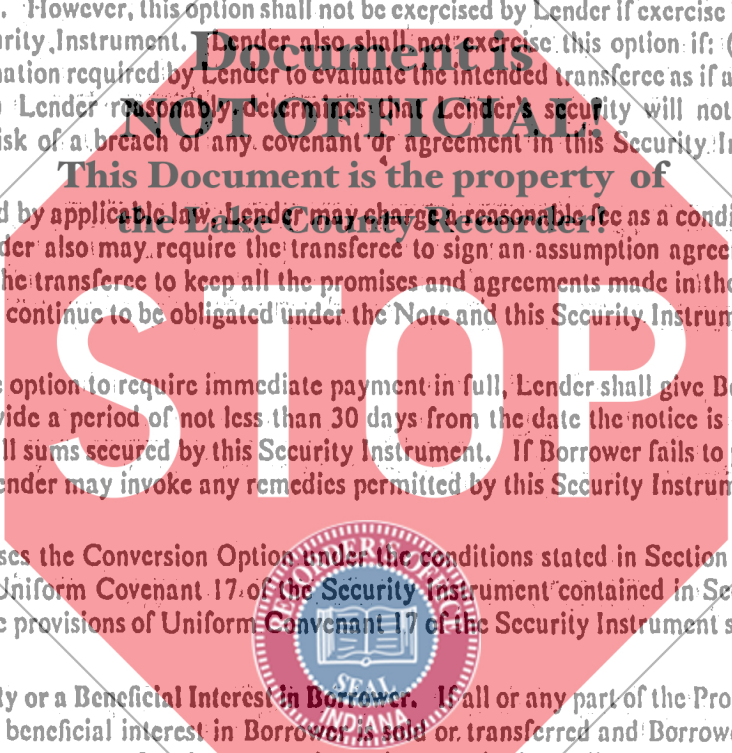 . However, this option shall not be exercised by Lender if exercise
urity Instrument. Lender also shall not exercise this option if: (
Document is
nation required by Lender to evaluate the intended transferee as if a
Lender reasonably determines that Lender's security will not
NOT OFFICIAL!
isk of a breach of any covenant or agreement in this Security In
This Document is the property of
d by applicable law, Lender may charge a reasonable fee as a condi
the Lake County Recorder!
der also may require the transferee to sign an assumption agree
he transferee to keep all the promises and agreements made in the
continue to be obligated under the Note and this Security Instrum
STOP
e option to require immediate payment in full, Lender shall give B
vide a period of not less than 30 days from the date the notice is
ll sums secured by this Security Instrument. If Borrower fails to
ender may invoke any remedies permitted by this Security Instrum
ses the Conversion Option under the conditions stated in Section
Uniform Covenant 17 of the Security Instrument contained in Se
e provisions of Uniform Convenant 17 of the Security Instrument s
SEAL
INDIANA
ty or a Beneficial Interest in Borrower. If all or any part of the Pro
beneficial interest in Borrower is sold or transferred and Borrowe